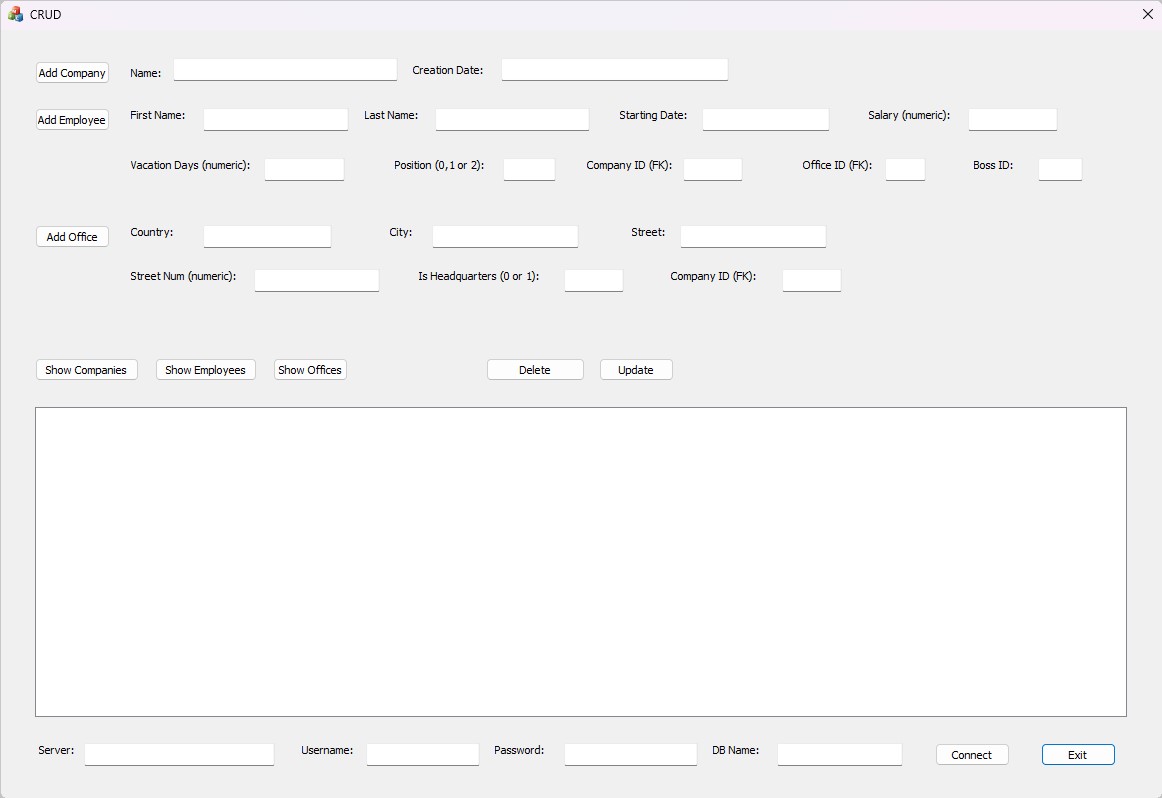 CRUD
Add Company Name: Creation Date:
Add Employee First Name: Last Name: Starting Date: Salary (numeric):
Vacation Days (numeric): Position (0,1 or 2): Company ID (FK): Office ID (FK): Boss ID:
Add Office Country: City: Street:
Street Num (numeric): Is Headquarters (0 or 1): Company ID (FK):
Show Companies Show Employees Show Offices Delete Update
Server: Username: Password: DB Name: Connect Exit